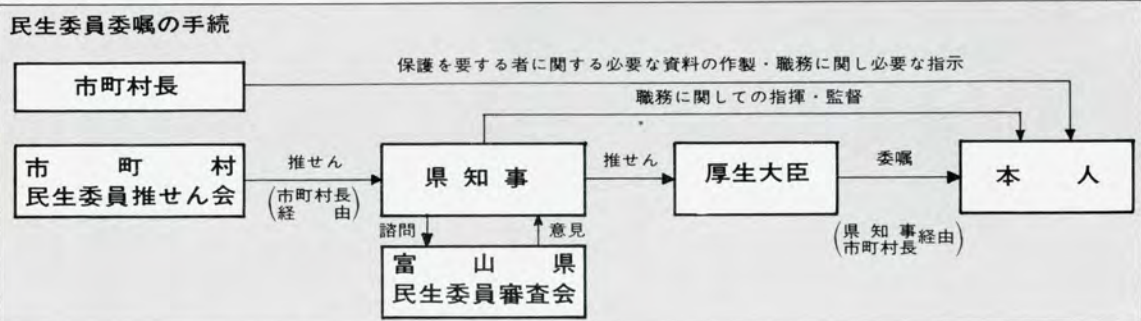 民生委員委嘱の手続
市町村長
保護を要する者に関する必要な資料の作製・職務に関し必要な指示
職務に関しての指揮・監督
市町村
民生委員推せん会
推せん
(市町村長
経由)
県知事
推せん
厚生大臣
委嘱
(県知事
市町村長経由)
本人
諮問
意見
富山県
民生委員審査会